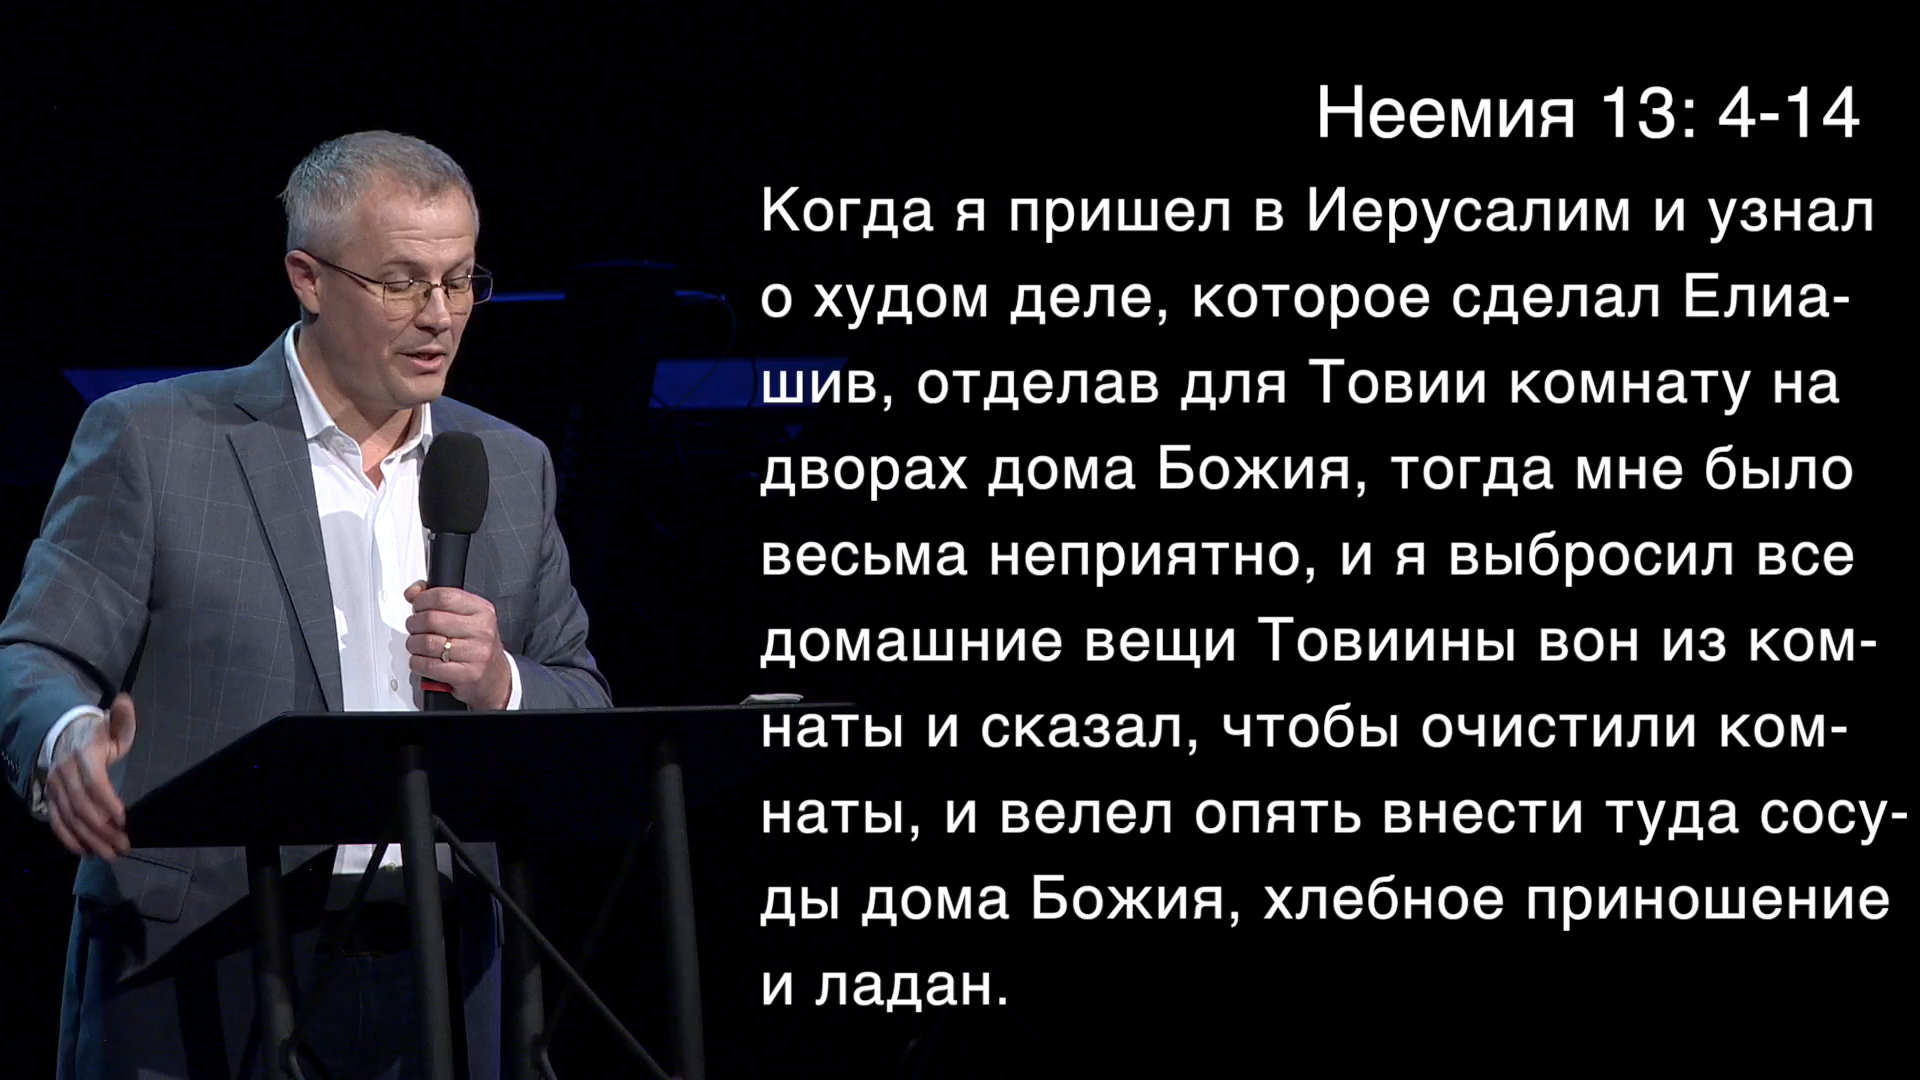 Неемия 13: 4-14
Когда я пришел в Иерусалим и узнал
о худом деле, которое сделал Елиа-
шив, отделав для Товии комнату на
дворах дома Божия, тогда мне было
весьма неприятно, и я выбросил все
домашние вещи Товиины вон из ком-
наты и сказал, чтобы очистили ком-
наты, и велел опять внести туда сосу-
ды дома Божия, хлебное приношение
и ладан.